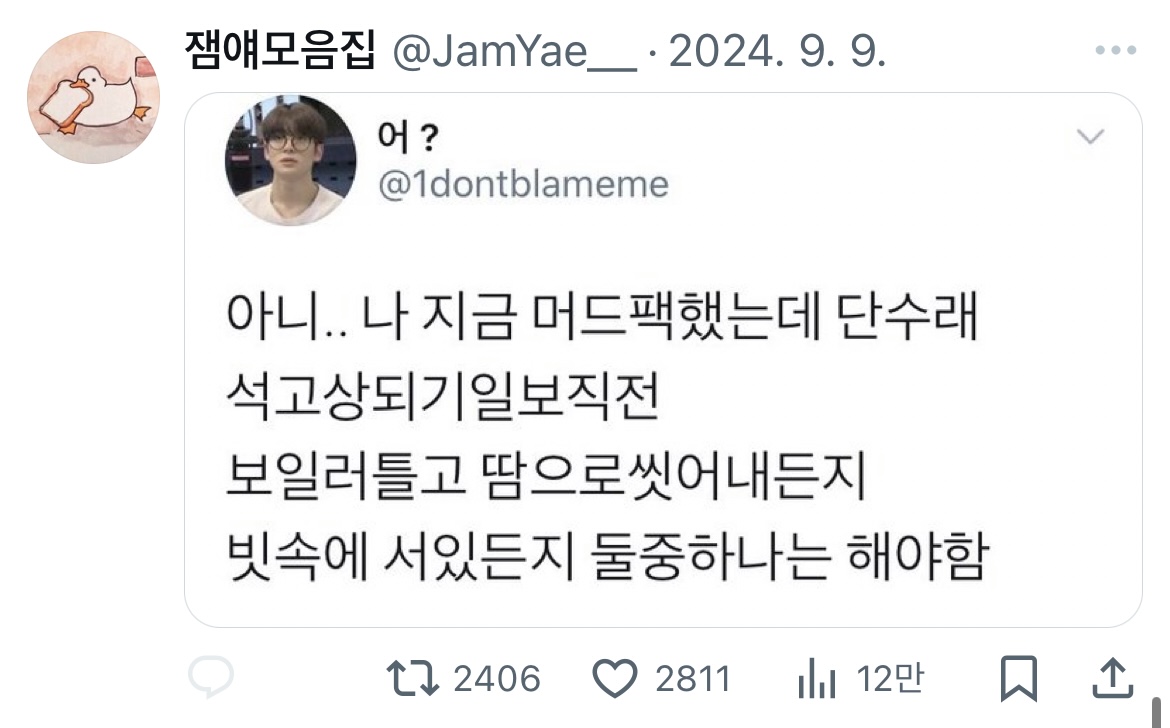 잼얘모음집 @JamYae__ · 2024. 9. 9.
어 ?
@1dontblameme
아니.. 나 지금 머드팩했는데 단수래
석고상되기일보직전
보일러틀고 땀으로씻어내든지
빗속에 서있든지 둘중하나는 해야함
2406 2811 12만